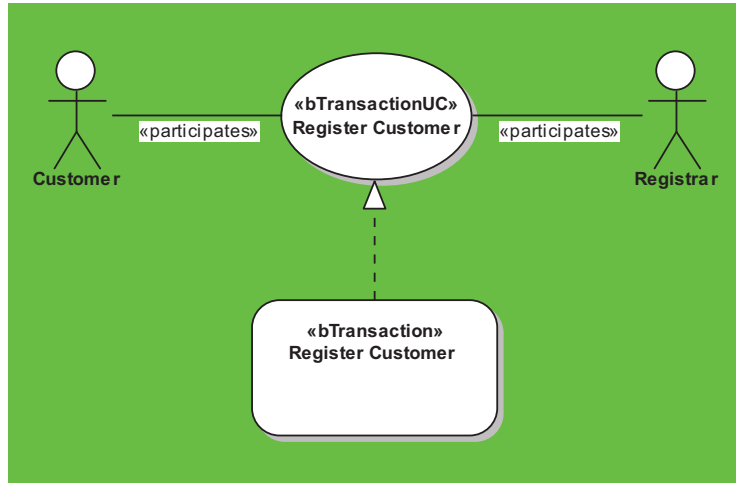 «bTransactionUC»
Register Customer
«participates»
«participates»
Customer
Registrar
«bTransaction»
Register Customer